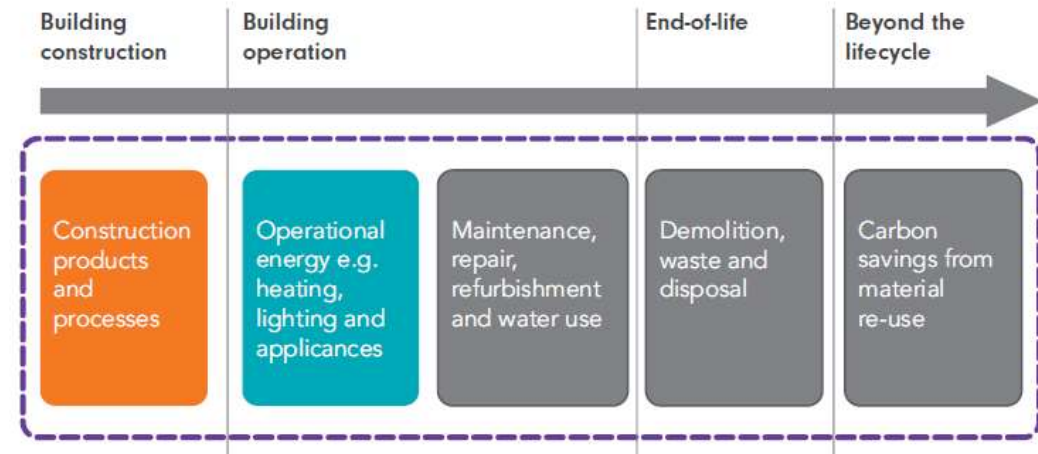 Building
construction
Building
operation
End-of-life
Beyond the
lifecycle
Construction
products
and
processes
Operational
energy e.g.
heating,
lighting and
applicances
Maintenance,
repair,
refurbishment
and water use
Demolition,
waste and
disposal
Carbon
savings from
material
re-use